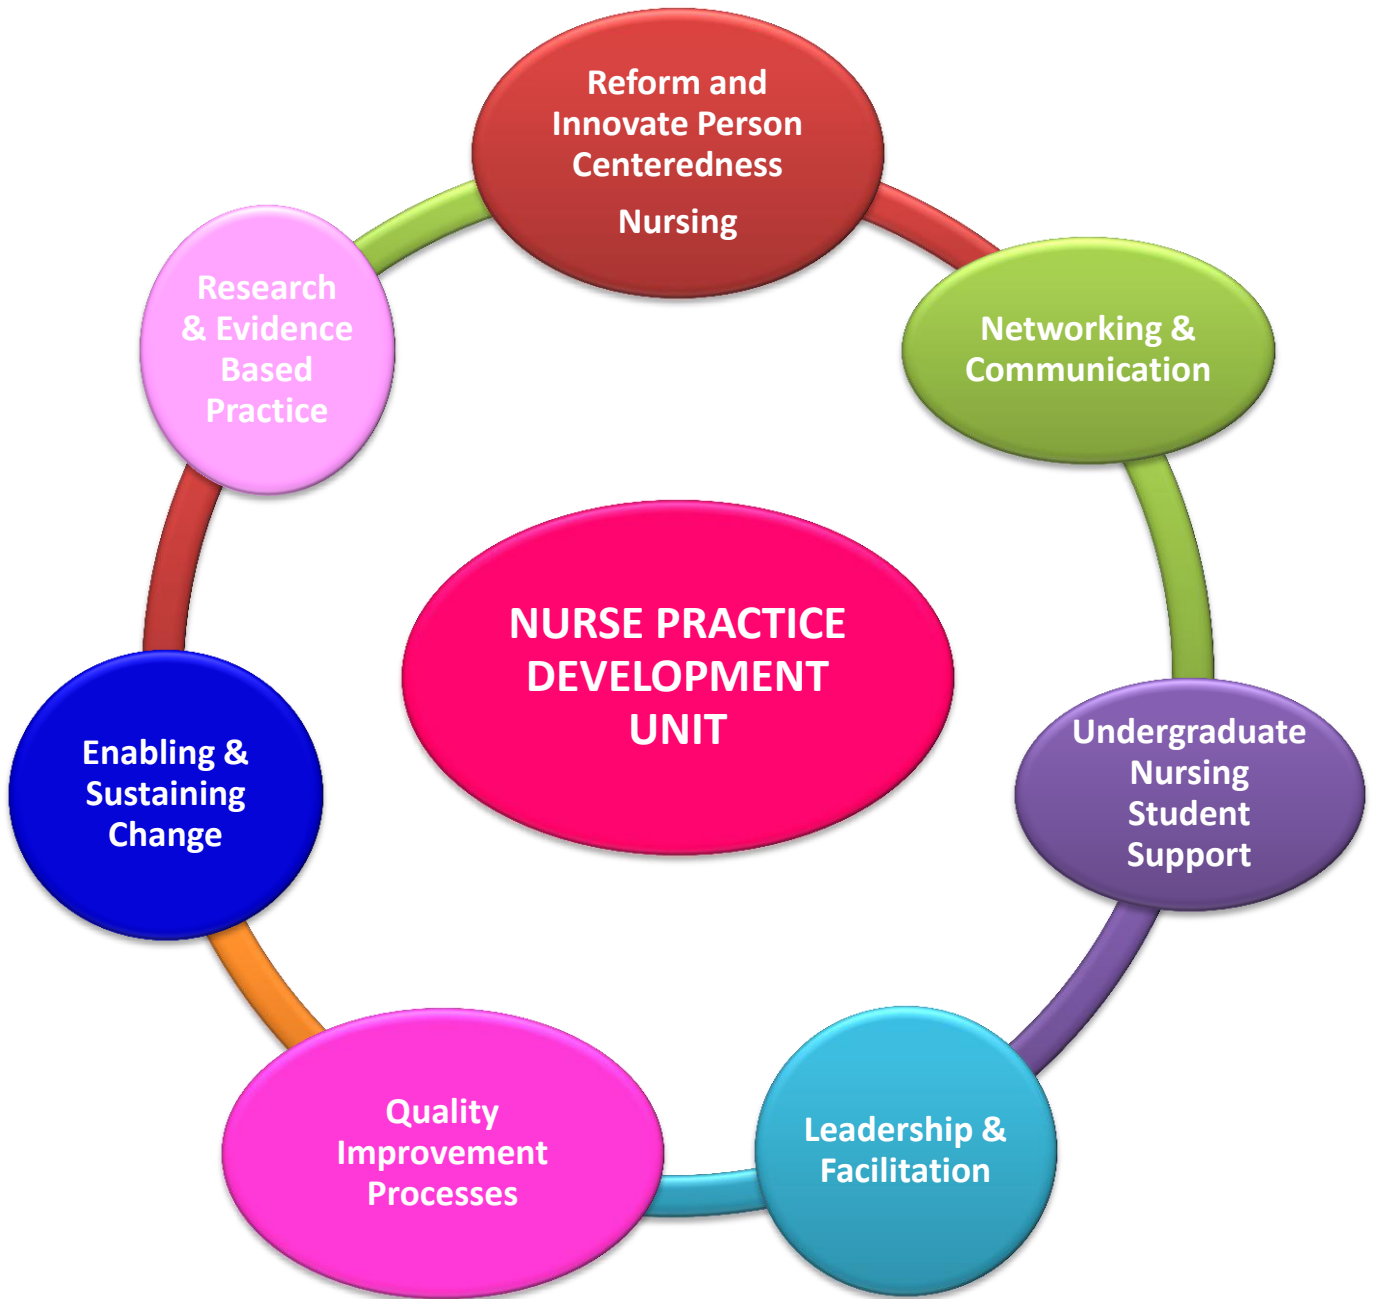 Reform and
Innovate Person
Centeredness
Nursing
Networking &
Communication
Undergraduate
Nursing
Student
Support
Leadership &
Facilitation
Quality
Improvement
Processes
Enabling &
Sustaining
Change
Research
& Evidence
Based
Practice
NURSE PRACTICE
DEVELOPMENT
UNIT